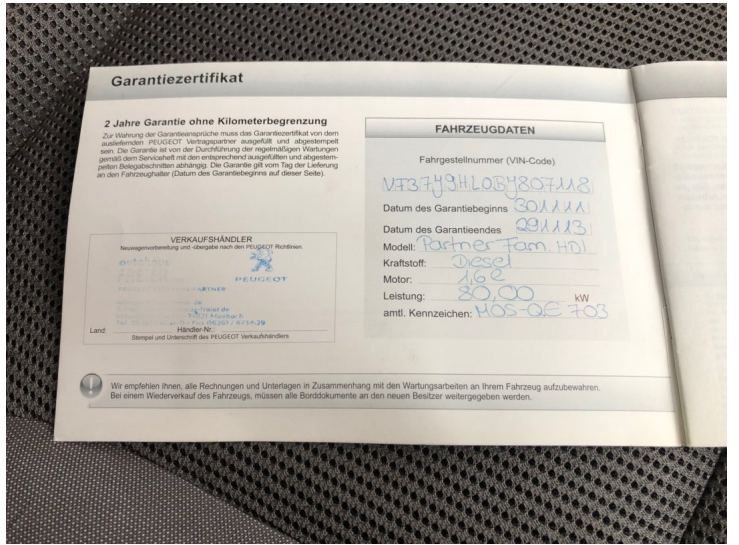 Garantiezertifikat
2 Jahre Garantie ohne Kilometerbegrenzung
Zur Wahrung der Garantieansprüche muss das Garantiezertifikat von dem
ausliefernden PEUGEOT Vertragspartner ausgefüllt und abgestempelt
sein. Die Garantie ist von der Durchführung der regelmäßigen Wartungen
gemäß dem Serviceheft mit den entsprechend ausgefüllten und abgestem-
pelten Belegabschnitten abhängig. Die Garantie gilt vom Tag der Lieferung
an den Fahrzeughalter (Datum des Garantiebeginns auf dieser Seite).
VERKAUFSHÄNDLER
Neuwagenvorbereitung und -übergabe nach den PEUGEOT Richtlinien.
autohaus
PEUGEOT
Land:
Händler-Nr.:
Stempel und Unterschrift des PEUGEOT Verkaufshändlers
FAHRZEUGDATEN
Fahrgestellnummer (VIN-Code)
VF37J9HL0BJ807118
Datum des Garantiebeginns 301111
Datum des Garantieendes 291113
Modell: Partner Fam. HDI
Kraftstoff: Diesel
Motor: 1,6l
Leistung: 80,00 kW
amtl. Kennzeichen: MOS-QE 703
Wir empfehlen Ihnen, alle Rechnungen und Unterlagen in Zusammenhang mit den Wartungsarbeiten an Ihrem Fahrzeug aufzubewahren.
Bei einem Wiederverkauf des Fahrzeugs, müssen alle Borddokumente an den neuen Besitzer weitergegeben werden.